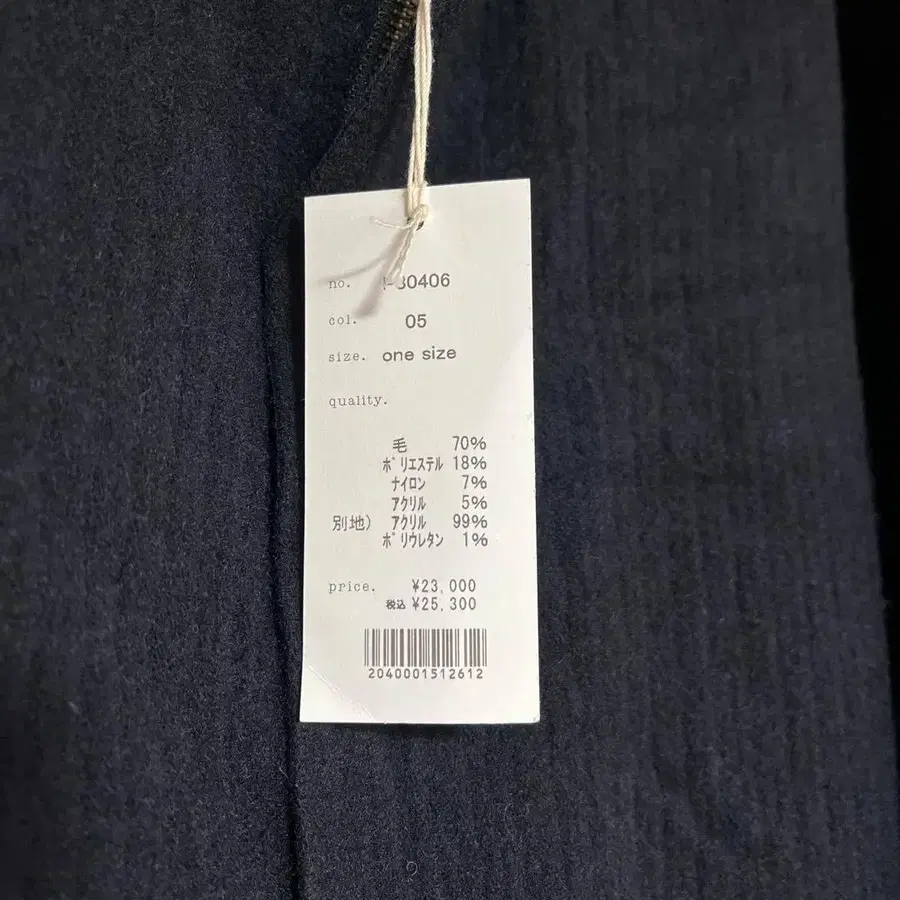 no. I-30406
col. 05
size. one size
quality.
毛 70%
ポリエステル 18%
ナイロン 7%
アクリル 5%
別地) アクリル 99%
ポリウレタン 1%
price. ¥23,000
税込 ¥25,300
2040001512612